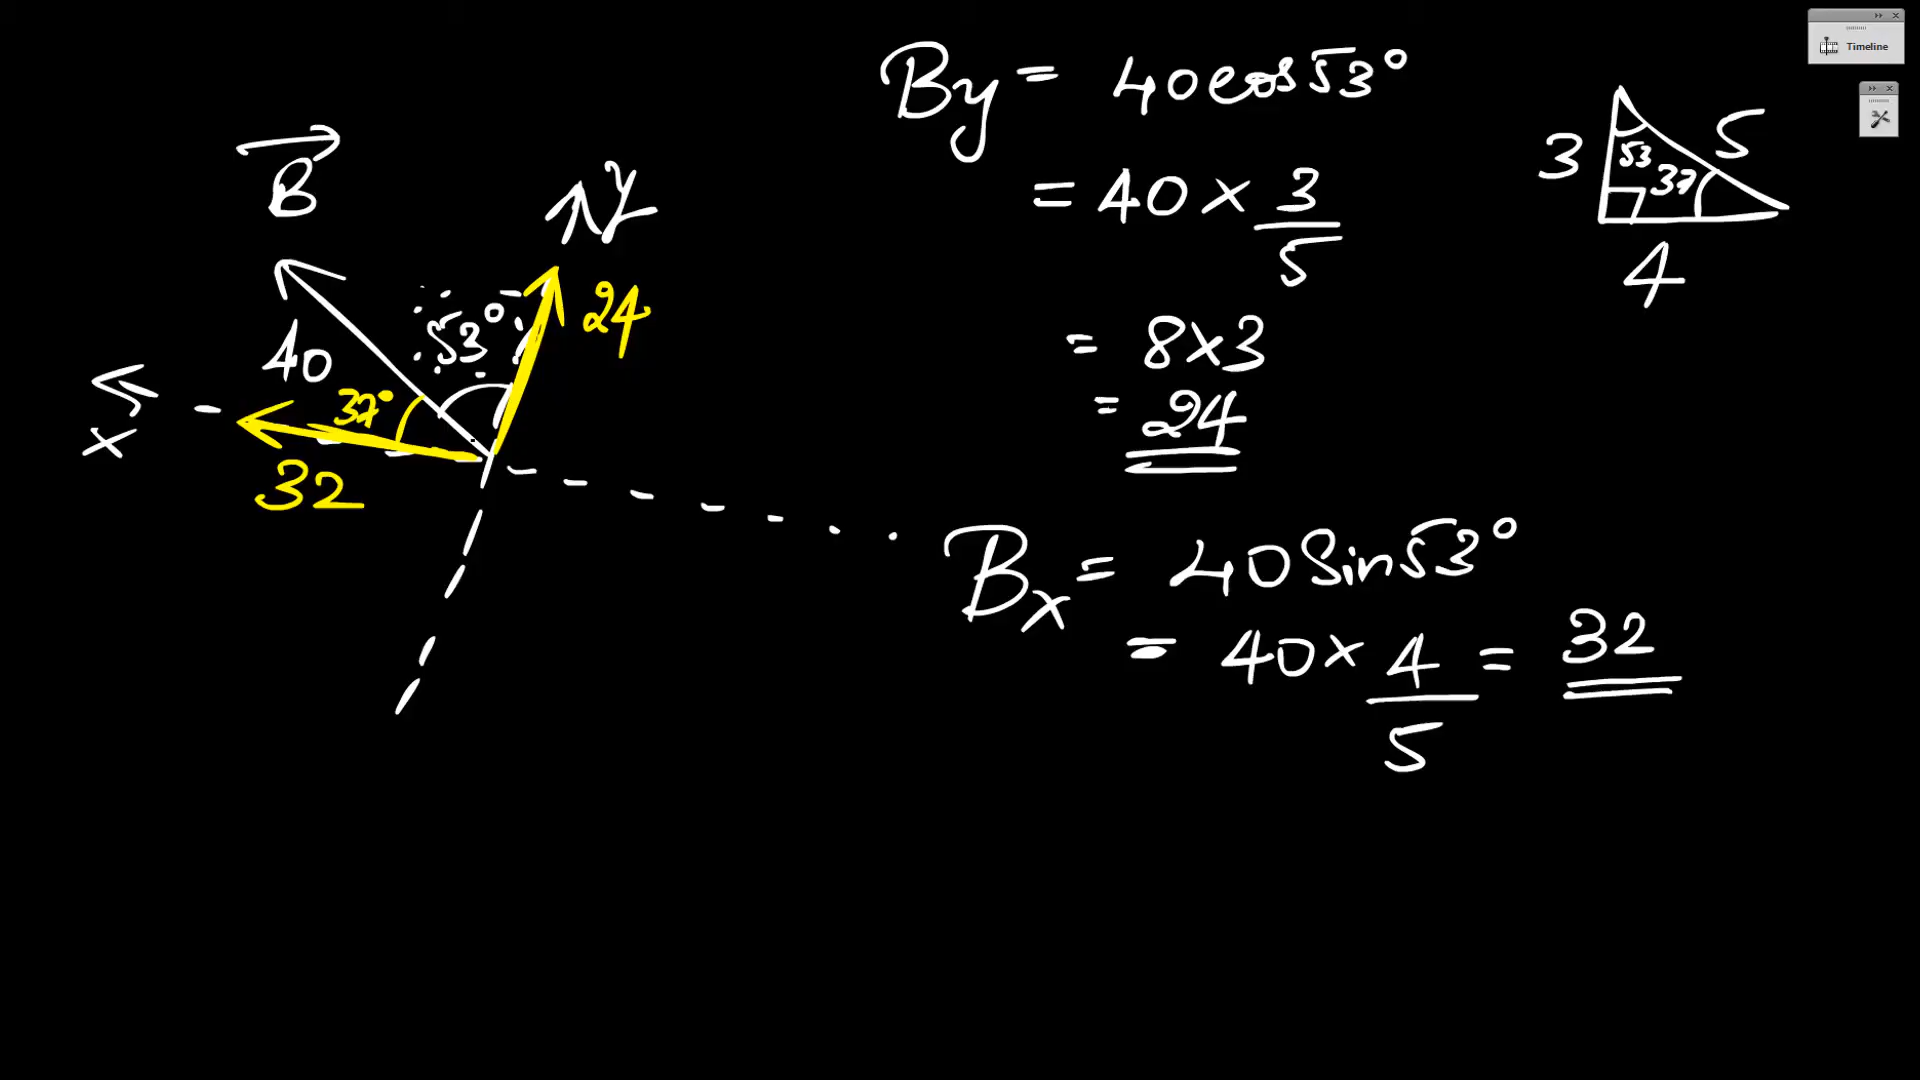 B
y
40
53°
24
37°
x
32
By = 40cos53°
= 40 × 3/5
= 8×3
= 24
3
5
53
37
4
Bx = 40Sin53°
= 40 × 4/5 = 32
Timeline